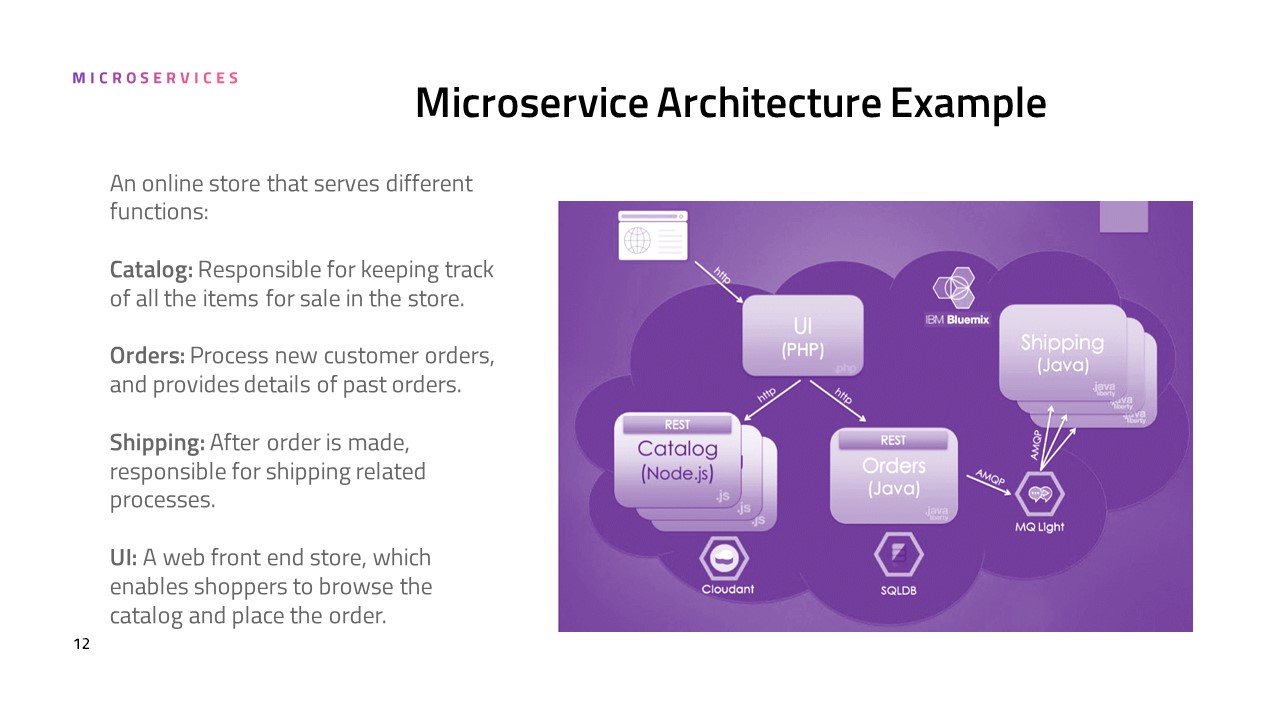 MICROSERVICES
Microservice Architecture Example
An online store that serves different
functions:
Catalog: Responsible for keeping track
of all the items for sale in the store.
Orders: Process new customer orders,
and provides details of past orders.
Shipping: After order is made,
responsible for shipping related
processes.
UI: A web front end store, which
enables shoppers to browse the
catalog and place the order.
12
http
UI
(PHP)
.php
IBM Bluemix
Shipping
(Java)
.java
liberty
.java
liberty
.java
liberty
http
http
REST
Catalog
(Node.js)
.js
.js
.js
REST
Orders
(Java)
.java
liberty
AMQP
AMQP
MQ Light
Cloudant
SQLDB